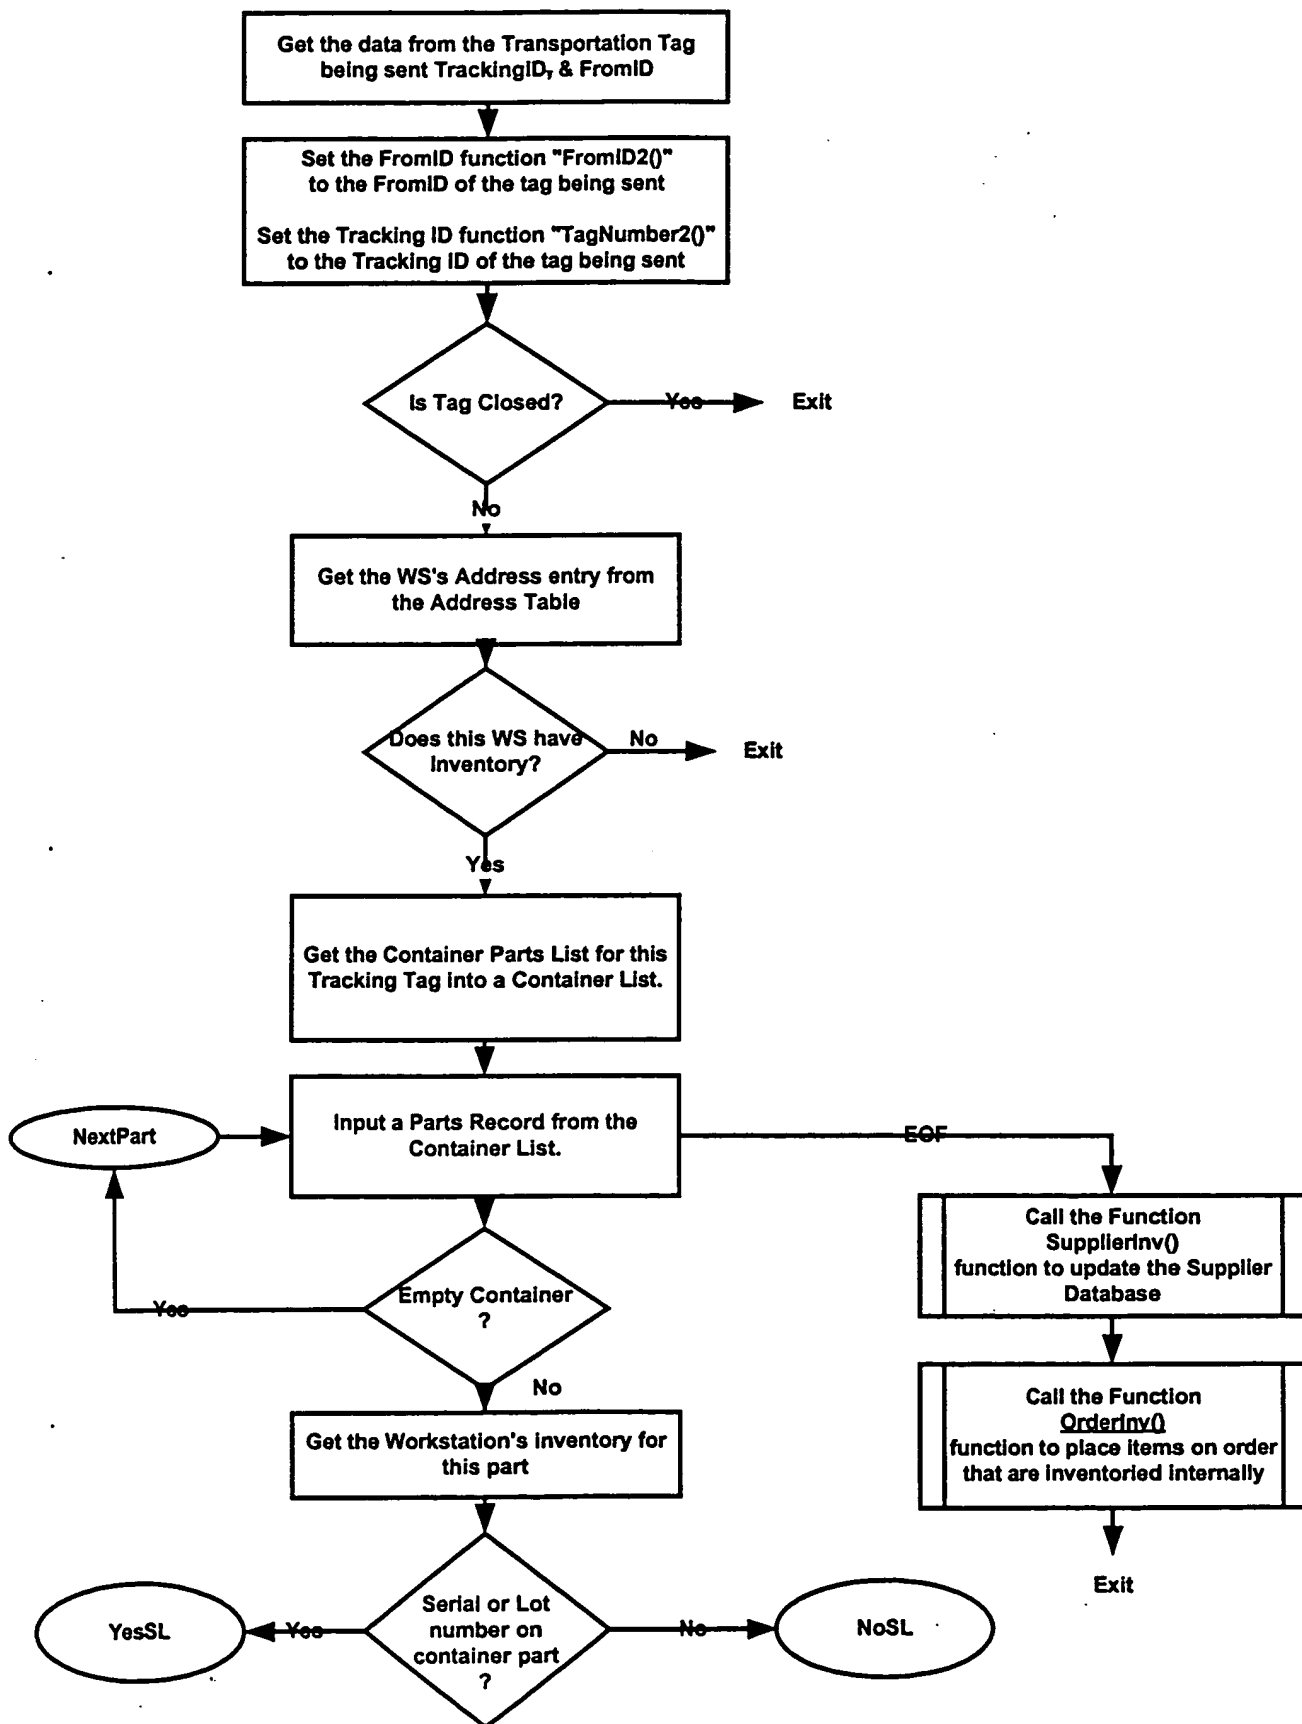 Get the data from the Transportation Tag
being sent TrackingID, & FromID
Set the FromID function "FromID2()"
to the FromID of the tag being sent
Set the Tracking ID function "TagNumber2()"
to the Tracking ID of the tag being sent
Is Tag Closed?
Yes
Exit
No
Get the WS's Address entry from
the Address Table
Does this WS have
Inventory?
No
Exit
Yes
Get the Container Parts List for this
Tracking Tag into a Container List.
NextPart
Input a Parts Record from the
Container List.
EOF
Call the Function
SupplierInv()
function to update the Supplier
Database
Empty Container
?
Yes
No
Call the Function
OrderInv()
function to place items on order
that are inventoried internally
Get the Workstation's inventory for
this part
Exit
YesSL
Yes
Serial or Lot
number on
container part
?
No
NoSL